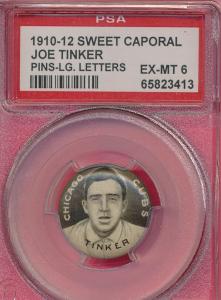 PSA
1910-12 SWEET CAPORAL
JOE TINKER
PINS-LG. LETTERS EX-MT 6
65823413
CHICAGO CUBS
TINKER